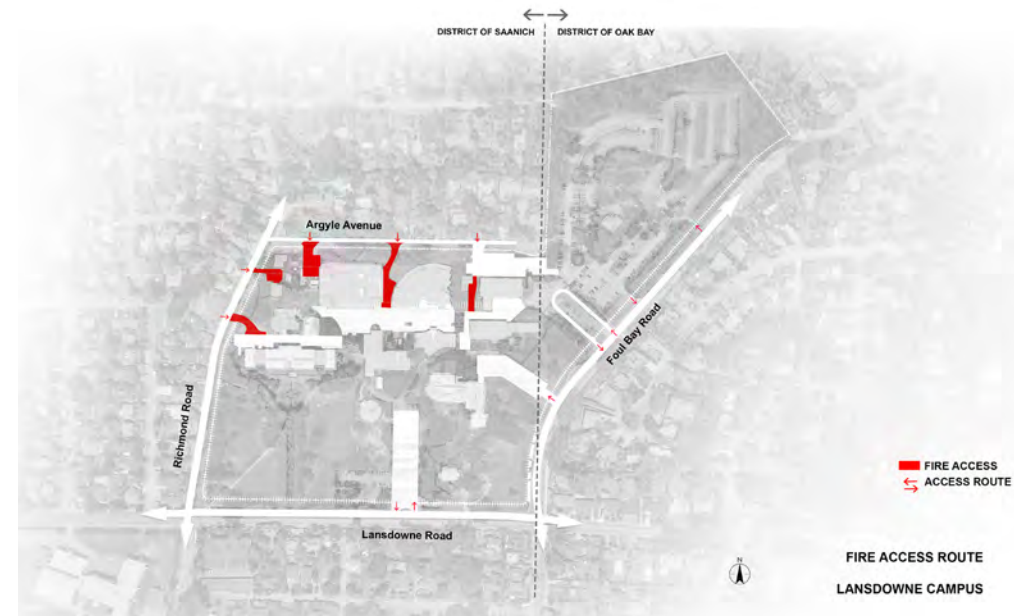 DISTRICT OF SAANICH
DISTRICT OF OAK BAY
Argyle Avenue
Foul Bay Road
Richmond Road
Lansdowne Road
FIRE ACCESS
ACCESS ROUTE
N
FIRE ACCESS ROUTE
LANSDOWNE CAMPUS